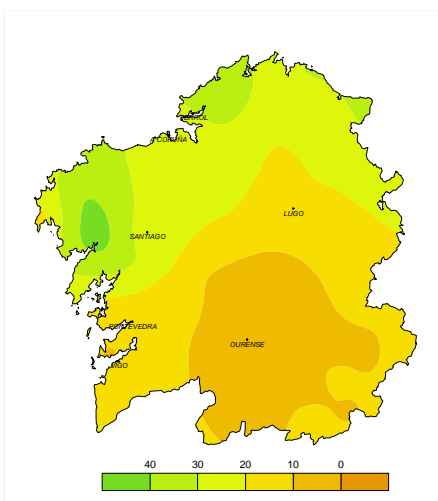 FERROL
A CORUÑA
LUGO
SANTIAGO
PONTEVEDRA
OURENSE
VIGO
40 30 20 10 0